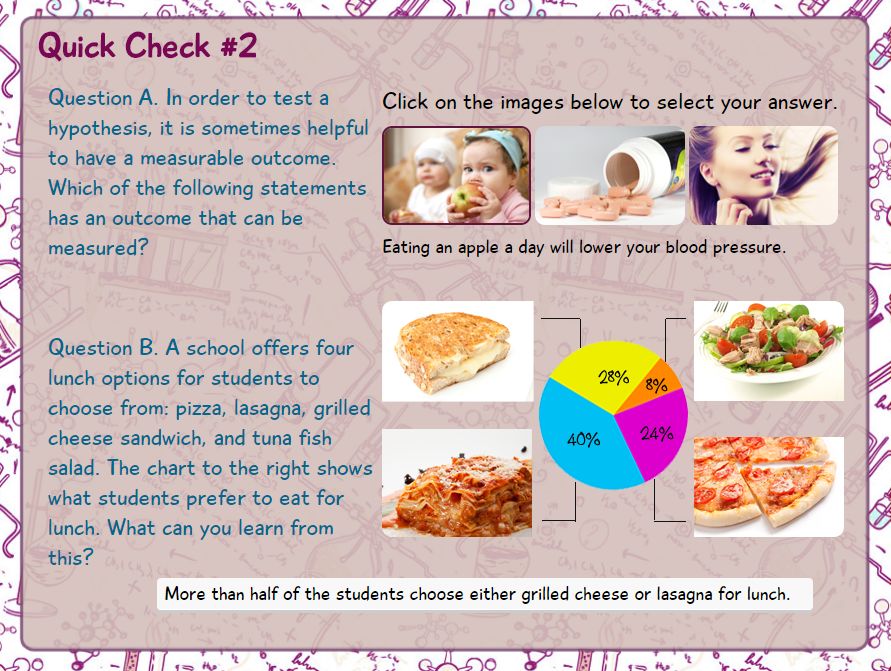 Quick Check #2
Question A. In order to test a
hypothesis, it is sometimes helpful
to have a measurable outcome.
Which of the following statements
has an outcome that can be
measured?
Click on the images below to select your answer.
Eating an apple a day will lower your blood pressure.
Question B. A school offers four
lunch options for students to
choose from: pizza, lasagna, grilled
cheese sandwich, and tuna fish
salad. The chart to the right shows
what students prefer to eat for
lunch. What can you learn from
this?
28%
8%
40%
24%
More than half of the students choose either grilled cheese or lasagna for lunch.